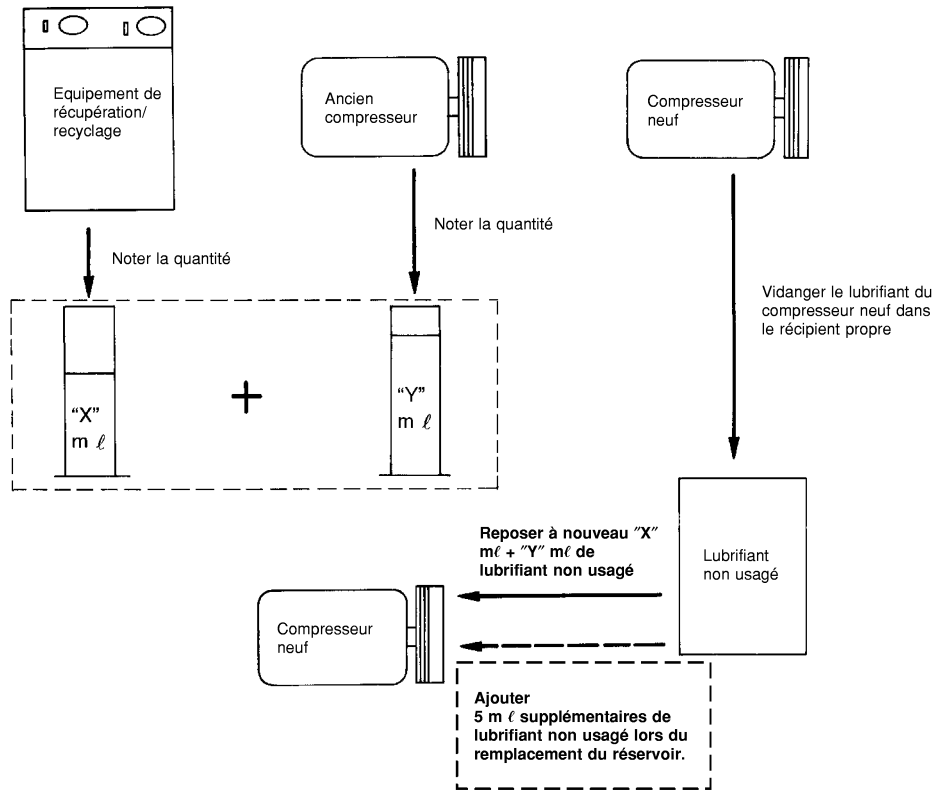 Equipement de
récupération/
recyclage
Ancien
compresseur
Compresseur
neuf
Noter la quantité
Noter la quantité
Vidanger le lubrifiant du
compresseur neuf dans
le récipient propre
“X”
m ℓ
+
“Y”
m ℓ
Reposer à nouveau ″X″
mℓ + ″Y″ mℓ de
lubrifiant non usagé
Lubrifiant
non usagé
Compresseur
neuf
Ajouter
5 m ℓ supplémentaires de
lubrifiant non usagé lors du
remplacement du réservoir.